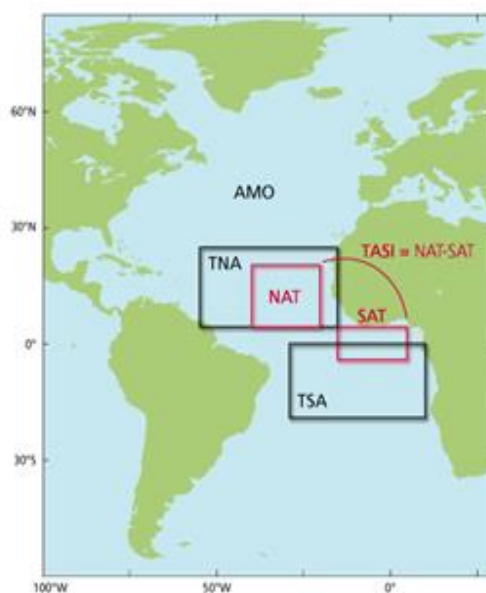 60°N
AMO
30°N
TNA
TASI = NAT-SAT
NAT
SAT
0°
TSA
30°S
100°W
50°W
0°